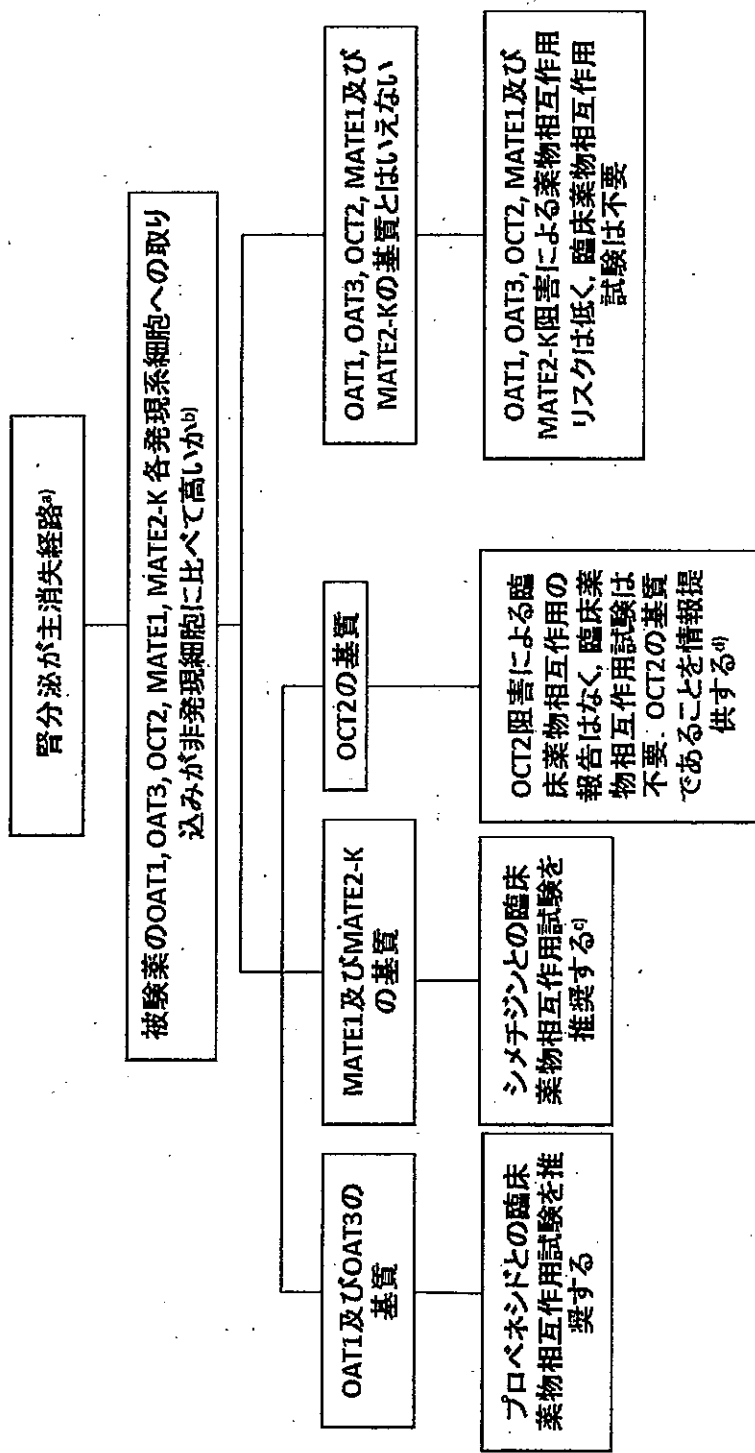 腎分泌が主消失経路a)
被験薬のOAT1, OAT3, OCT2, MATE1, MATE2-K 各発現系細胞への取り
込みが非発現細胞に比べて高いかb)
OAT1及びOAT3の
基質
MATE1及びMATE2-K
の基質
OCT2の基質
OAT1, OAT3, OCT2, MATE1及び
MATE2-Kの基質とはいえない
プロベネシドとの臨床
薬物相互作用試験を推
奨する
シメチジンとの臨床
薬物相互作用試験を
推奨するc)
OCT2阻害による臨
床薬物相互作用の
報告はなく, 臨床薬
物相互作用試験は
不要. OCT2の基質
であることを情報提
供するd)
OAT1, OAT3, OCT2, MATE1及び
MATE2-K阻害による薬物相互作用
リスクは低く, 臨床薬物相互作用
試験は不要